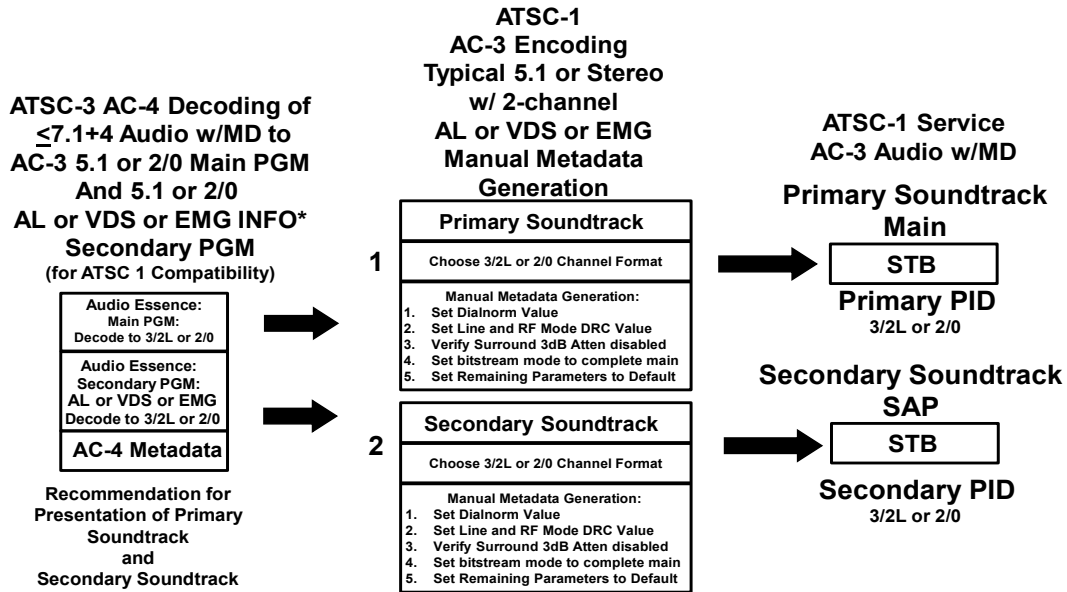 ATSC-3 AC-4 Decoding of
≤7.1+4 Audio w/MD to
AC-3 5.1 or 2/0 Main PGM
And 5.1 or 2/0
AL or VDS or EMG INFO*
Secondary PGM
(for ATSC 1 Compatibility)
Audio Essence:
Main PGM:
Decode to 3/2L or 2/0
Audio Essence:
Secondary PGM:
AL or VDS or EMG
Decode to 3/2L or 2/0
AC-4 Metadata
Recommendation for
Presentation of Primary
Soundtrack
and
Secondary Soundtrack
ATSC-1
AC-3 Encoding
Typical 5.1 or Stereo
w/ 2-channel
AL or VDS or EMG
Manual Metadata
Generation
1
Primary Soundtrack
Choose 3/2L or 2/0 Channel Format
Manual Metadata Generation:
1. Set Dialnorm Value
2. Set Line and RF Mode DRC Value
3. Verify Surround 3dB Atten disabled
4. Set bitstream mode to complete main
5. Set Remaining Parameters to Default
2
Secondary Soundtrack
Choose 3/2L or 2/0 Channel Format
Manual Metadata Generation:
1. Set Dialnorm Value
2. Set Line and RF Mode DRC Value
3. Verify Surround 3dB Atten disabled
4. Set bitstream mode to complete main
5. Set Remaining Parameters to Default
ATSC-1 Service
AC-3 Audio w/MD
Primary Soundtrack
Main
STB
Primary PID
3/2L or 2/0
Secondary Soundtrack
SAP
STB
Secondary PID
3/2L or 2/0